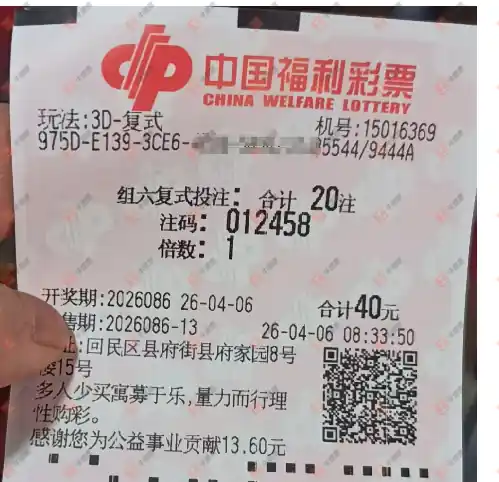 中国福利彩票
CHINA WELFARE LOTTERY
玩法:3D-复式
机号:15016369
975D-E139-3CE6-
5544/9444A
组六复式投注: 合计 20注
注码: 012458
倍数: 1
开奖期:2026086 26-04-06 合计40元
售期:2026086-13 26-04-06 08:33:50
址:回民区县府街县府家园8号
楼15号
多人少买寓募于乐,量力而行理
性购彩。
感谢您为公益事业贡献13.60元